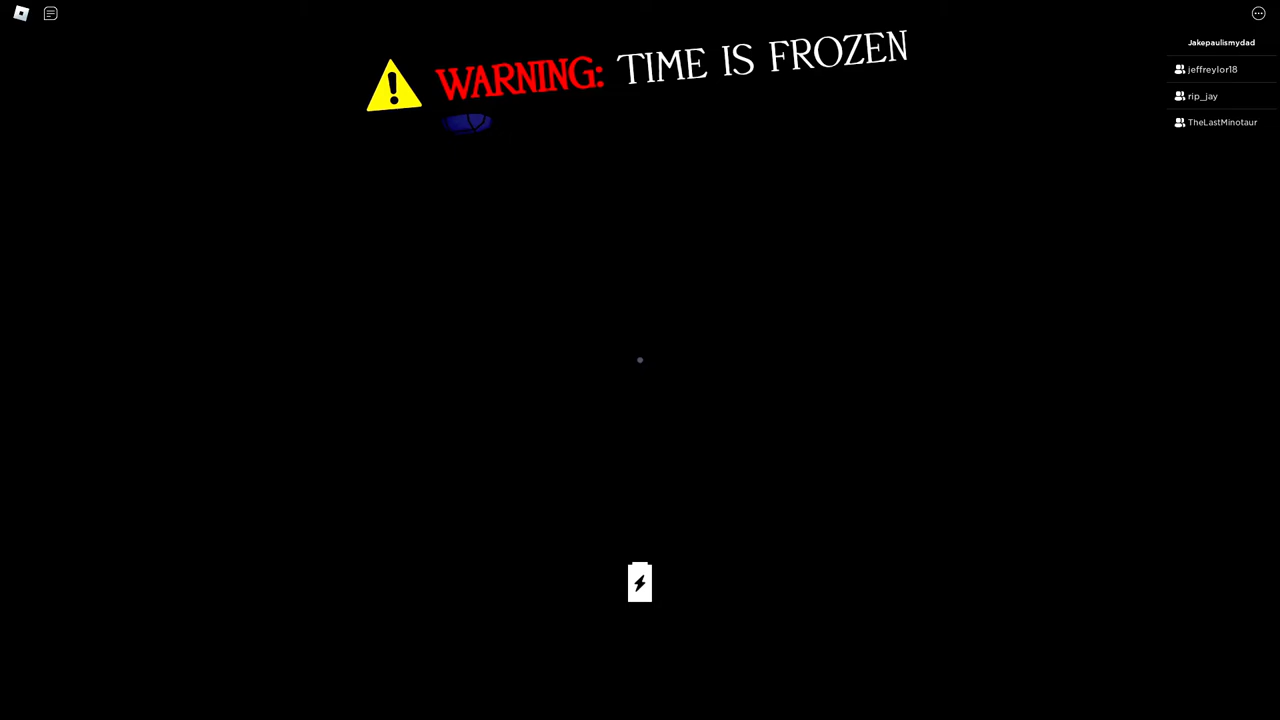 WARNING: TIME IS FROZEN
Jakepaulismydad
jeffreylor18
rip_jay
TheLastMinotaur